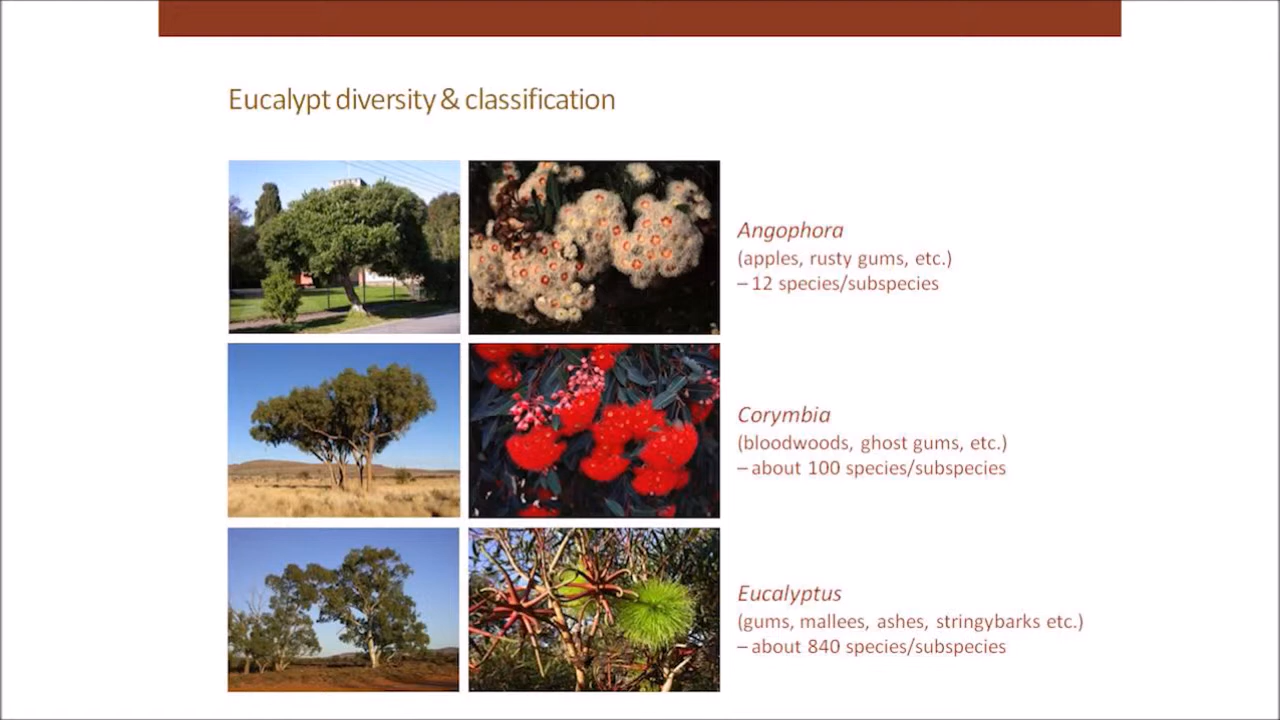 Eucalypt diversity & classification
Angophora
(apples, rusty gums, etc.)
– 12 species/subspecies
Corymbia
(bloodwoods, ghost gums, etc.)
– about 100 species/subspecies
Eucalyptus
(gums, mallees, ashes, stringybarks etc.)
– about 840 species/subspecies